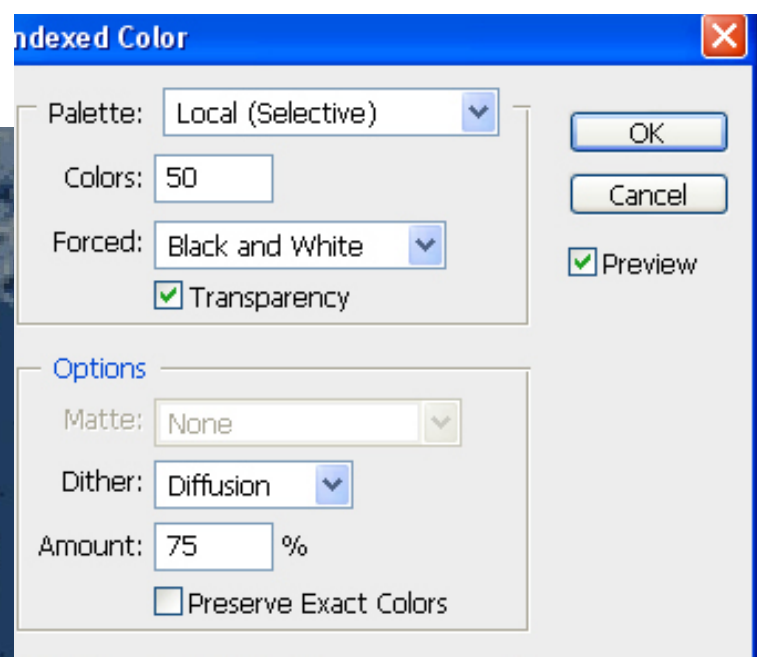 ndexed Color
Palette: Local (Selective)
OK
Colors: 50
Cancel
Forced: Black and White
Preview
Transparency
Options
Matte: None
Dither: Diffusion
Amount: 75 %
Preserve Exact Colors